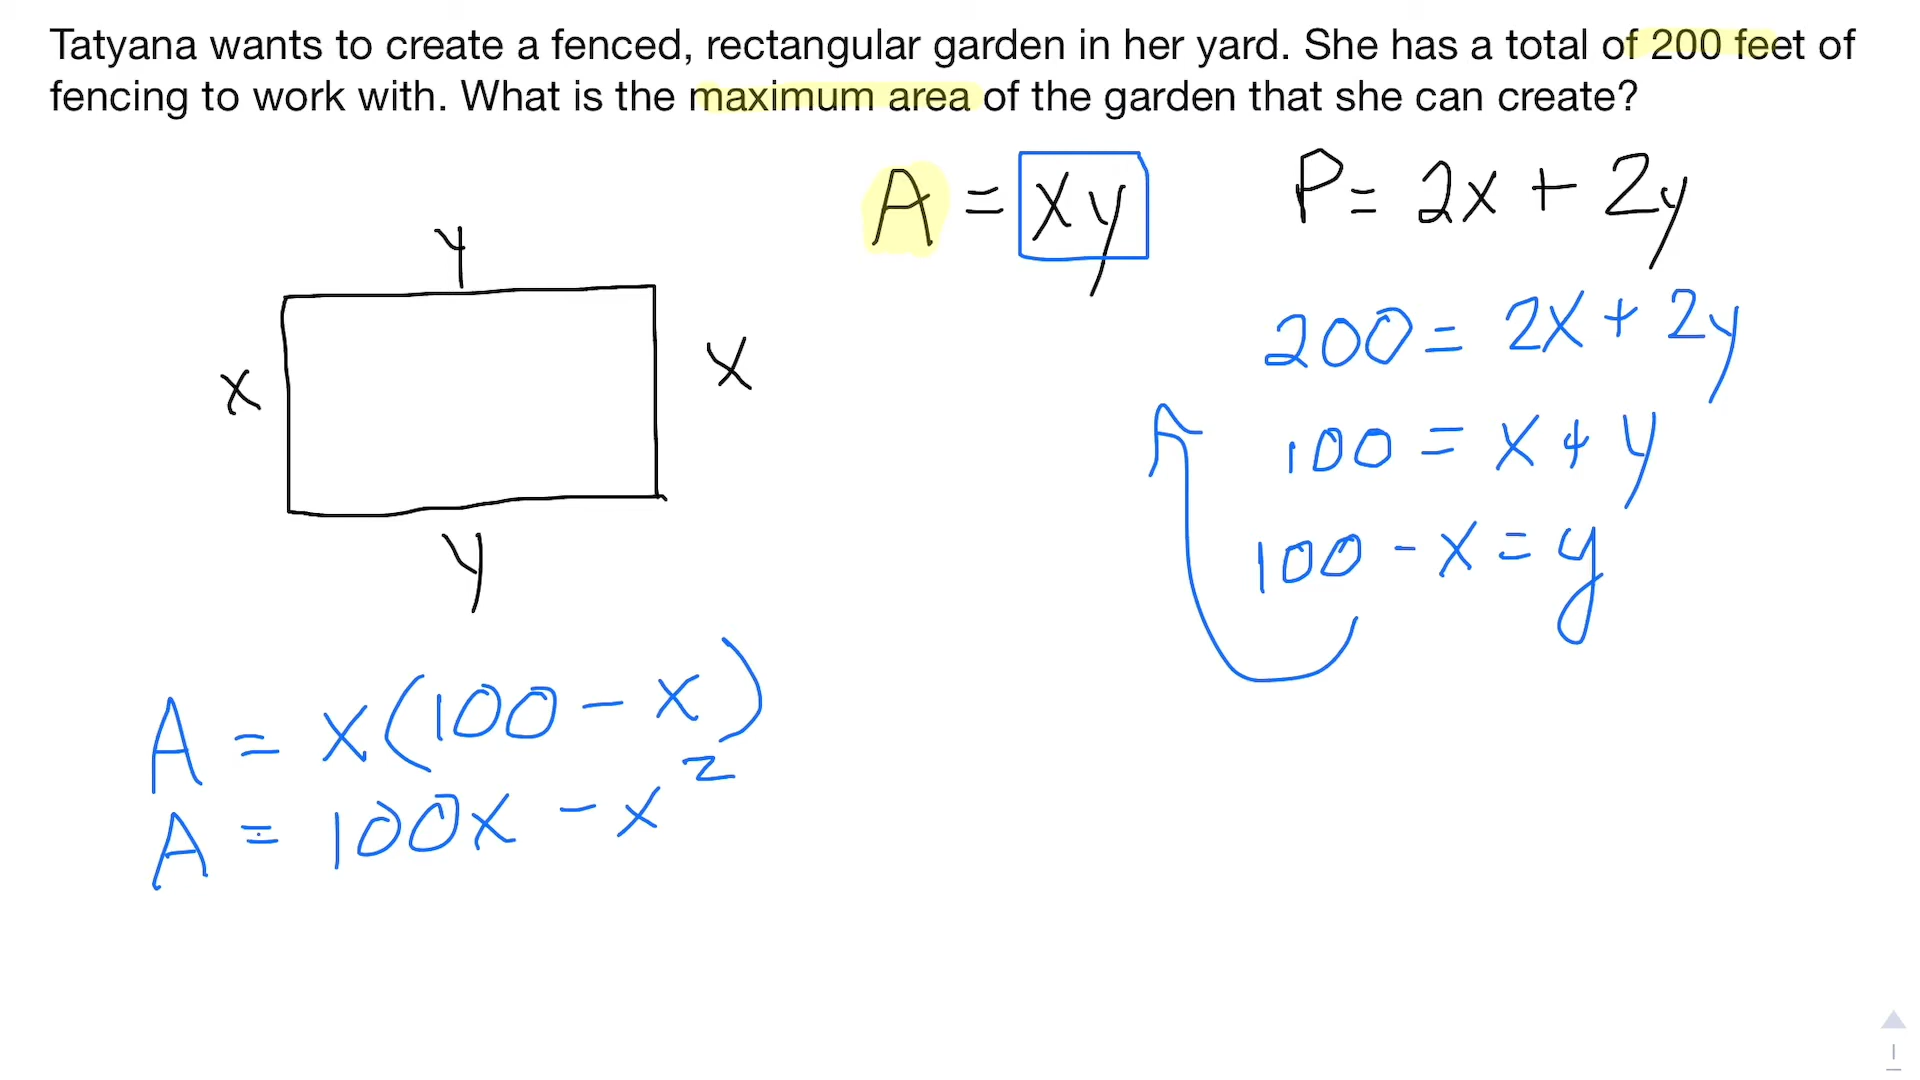 Tatyana wants to create a fenced, rectangular garden in her yard. She has a total of 200 feet of
fencing to work with. What is the maximum area of the garden that she can create?
A = xy
P = 2x + 2y
y
x
x
y
200 = 2x + 2y
100 = x + y
100 - x = y
A = x(100 - x)
A = 100x - x²